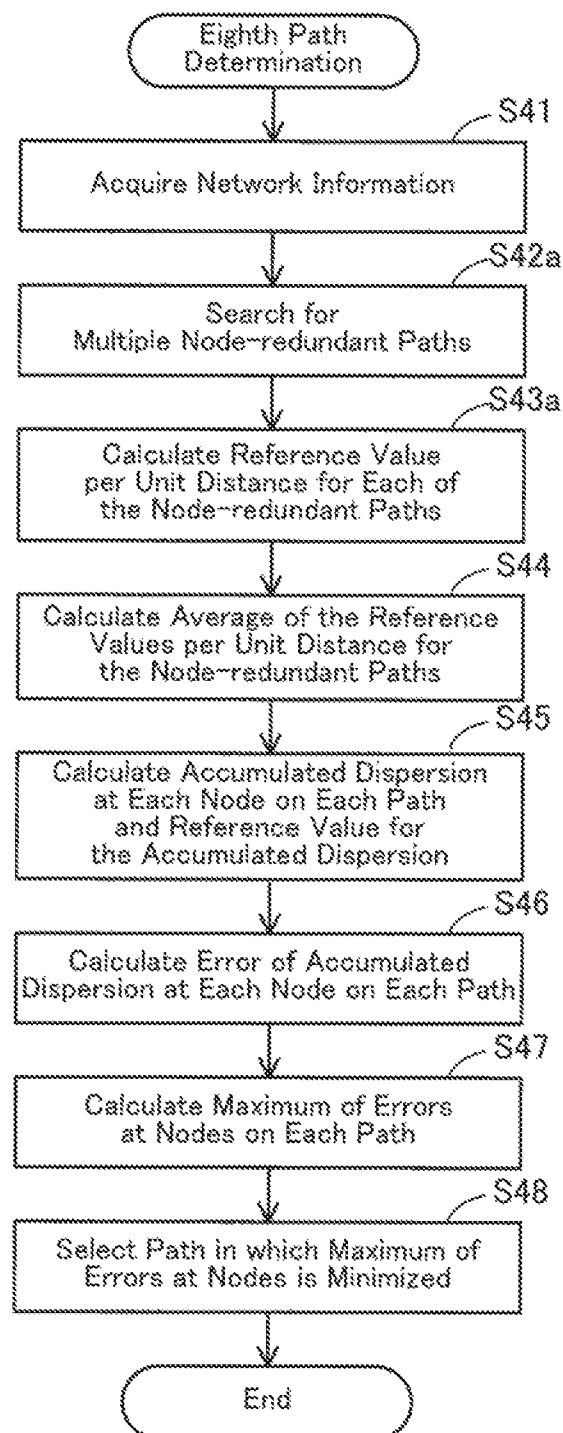 Eighth Path
Determination
S41
Acquire Network Information
S42a
Search for
Multiple Node-redundant Paths
S43a
Calculate Reference Value
per Unit Distance for Each of
the Node-redundant Paths
S44
Calculate Average of the Reference
Values per Unit Distance for
the Node-redundant Paths
S45
Calculate Accumulated Dispersion
at Each Node on Each Path
and Reference Value for
the Accumulated Dispersion
S46
Calculate Error of Accumulated
Dispersion at Each Node on Each Path
S47
Calculate Maximum of Errors
at Nodes on Each Path
S48
Select Path in which Maximum of
Errors at Nodes is Minimized
End